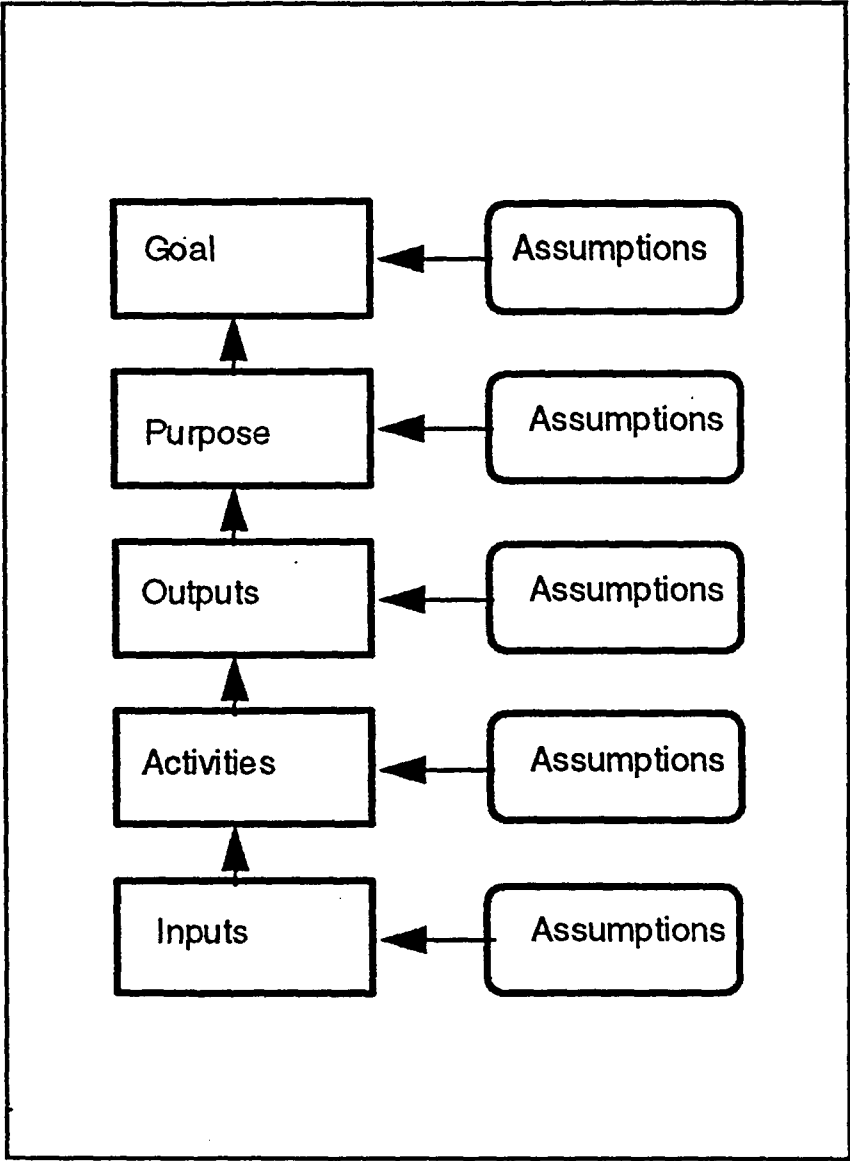 Goal
Assumptions
Purpose
Assumptions
Outputs
Assumptions
Activities
Assumptions
Inputs
Assumptions